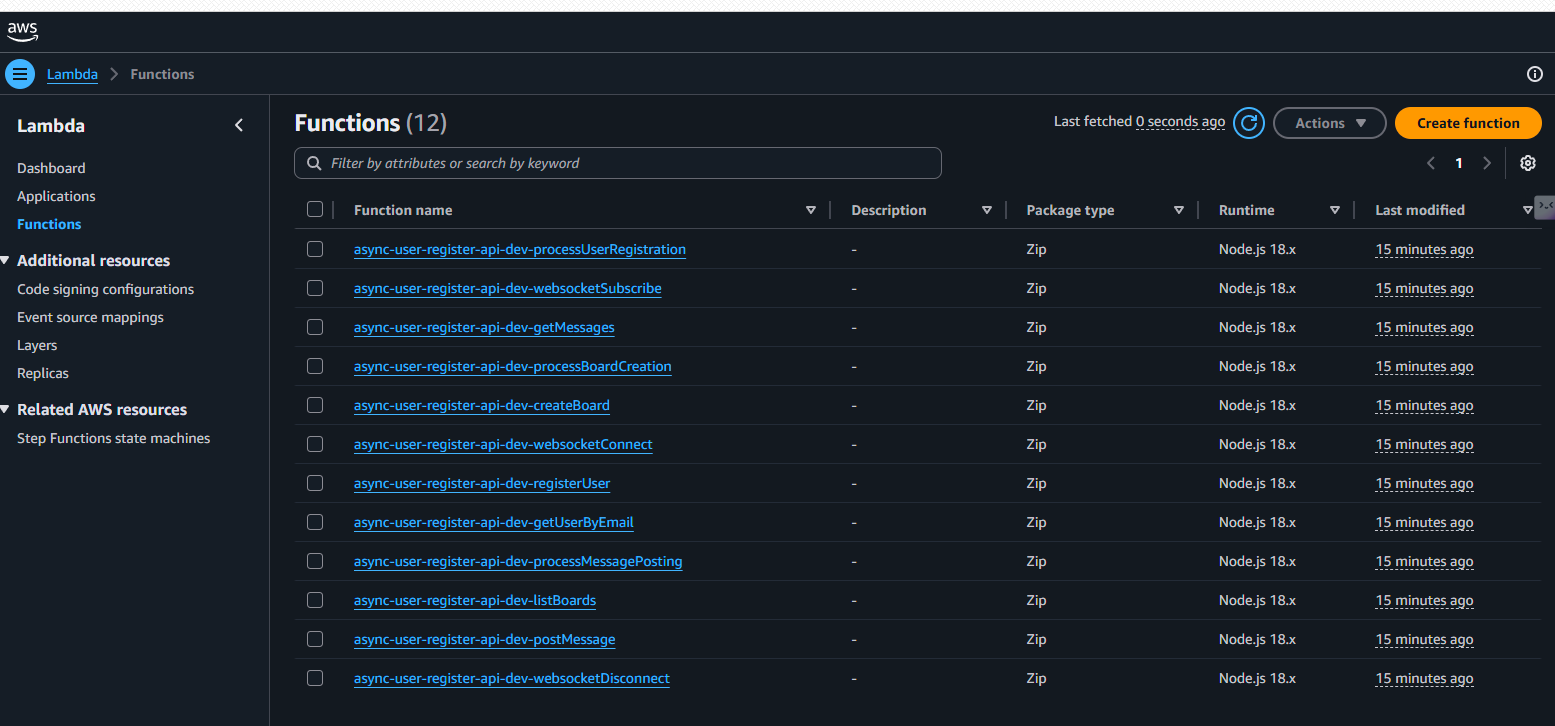 aws
Lambda > Functions
Lambda
Dashboard
Applications
Functions
Additional resources
Code signing configurations
Event source mappings
Layers
Replicas
Related AWS resources
Step Functions state machines
Functions (12)
Last fetched 0 seconds ago
Actions
Create function
Filter by attributes or search by keyword
1
Function name Description Package type Runtime Last modified
async-user-register-api-dev-processUserRegistration - Zip Node.js 18.x 15 minutes ago
async-user-register-api-dev-websocketSubscribe - Zip Node.js 18.x 15 minutes ago
async-user-register-api-dev-getMessages - Zip Node.js 18.x 15 minutes ago
async-user-register-api-dev-processBoardCreation - Zip Node.js 18.x 15 minutes ago
async-user-register-api-dev-createBoard - Zip Node.js 18.x 15 minutes ago
async-user-register-api-dev-websocketConnect - Zip Node.js 18.x 15 minutes ago
async-user-register-api-dev-registerUser - Zip Node.js 18.x 15 minutes ago
async-user-register-api-dev-getUserByEmail - Zip Node.js 18.x 15 minutes ago
async-user-register-api-dev-processMessagePosting - Zip Node.js 18.x 15 minutes ago
async-user-register-api-dev-listBoards - Zip Node.js 18.x 15 minutes ago
async-user-register-api-dev-postMessage - Zip Node.js 18.x 15 minutes ago
async-user-register-api-dev-websocketDisconnect - Zip Node.js 18.x 15 minutes ago